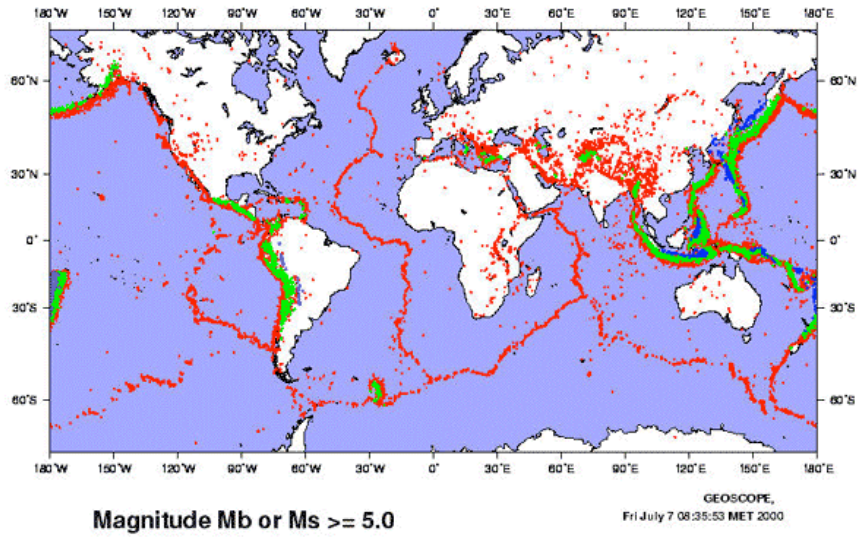 180°W 150°W 120°W 90°W 60°W 30°W 0° 30°E 60°E 90°E 120°E 150°E 180°E
60°N 60°N
30°N 30°N
0° 0°
30°S 30°S
60°S 60°S
180°W 150°W 120°W 90°W 60°W 30°W 0° 30°E 60°E 90°E 120°E 150°E 180°E
GEOSCOPE,
Magnitude Mb or Ms >= 5.0
Fri July 7 08:35:53 MET 2000